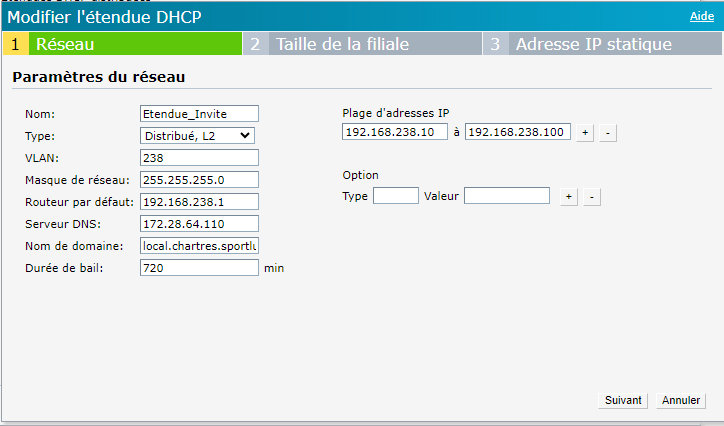 Modifier l'étendue DHCP Aide
1 Réseau 2 Taille de la filiale 3 Adresse IP statique
Paramètres du réseau
Nom: Etendue_Invite
Type: Distribué, L2
VLAN: 238
Masque de réseau: 255.255.255.0
Routeur par défaut: 192.168.238.1
Serveur DNS: 172.28.64.110
Nom de domaine: local.chartres.sportlu
Durée de bail: 720 min
Plage d'adresses IP
192.168.238.10 à 192.168.238.100 + -
Option
Type Valeur + -
Suivant Annuler